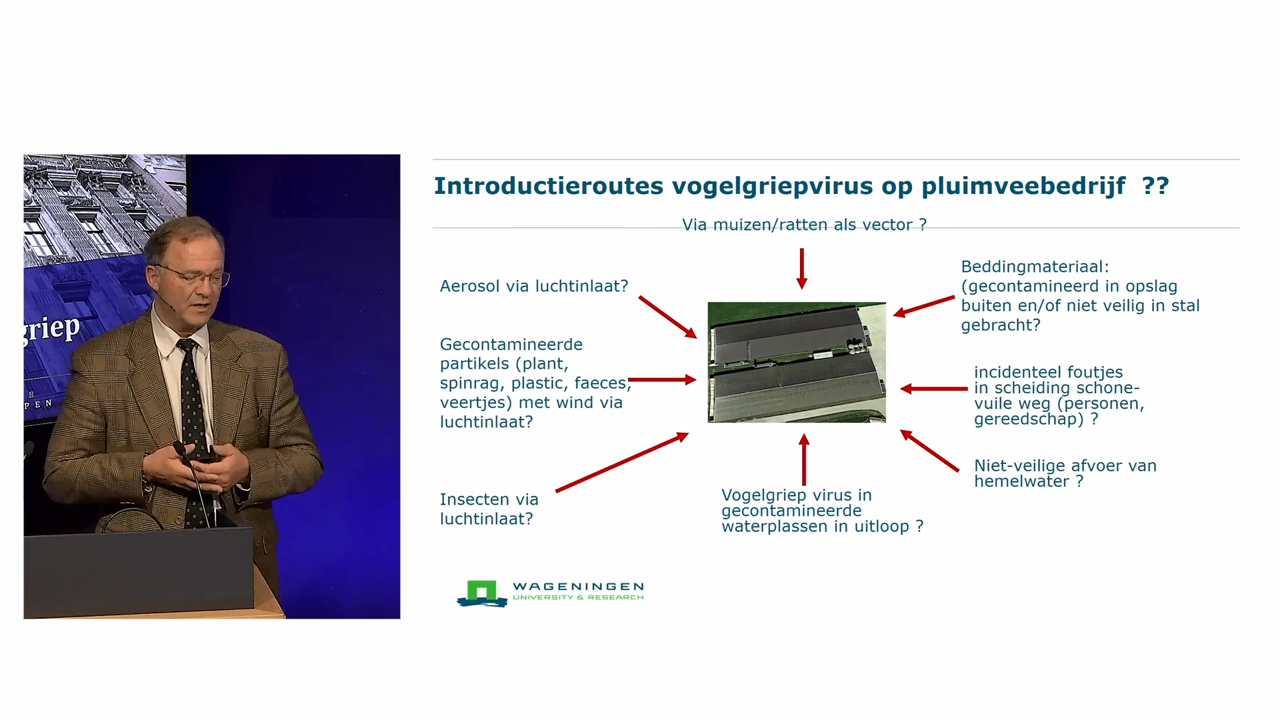 griep
Introductieroutes vogelgriepvirus op pluimveebedrijf ??
Via muizen/ratten als vector ?
Aerosol via luchtinlaat?
Gecontamineerde
partikels (plant,
spinrag, plastic, faeces,
veertjes) met wind via
luchtinlaat?
Insecten via
luchtinlaat?
Vogelgriep virus in
gecontamineerde
waterplassen in uitloop ?
Beddingmateriaal:
(gecontamineerd in opslag
buiten en/of niet veilig in stal
gebracht?
incidenteel foutjes
in scheiding schone-
vuile weg (personen,
gereedschap) ?
Niet-veilige afvoer van
hemelwater ?
WAGENINGEN
UNIVERSITY & RESEARCH